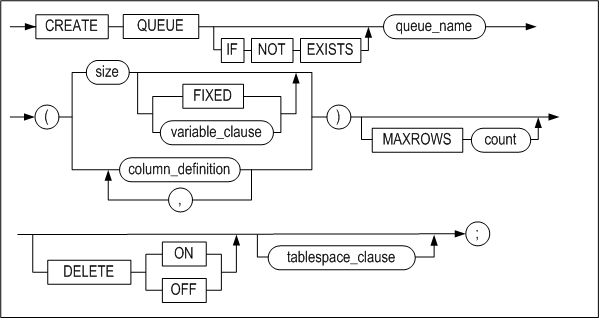 CREATE QUEUE queue_name
IF NOT EXISTS
( size )
FIXED
variable_clause
MAXROWS count
column_definition
,
;
DELETE ON tablespace_clause
OFF